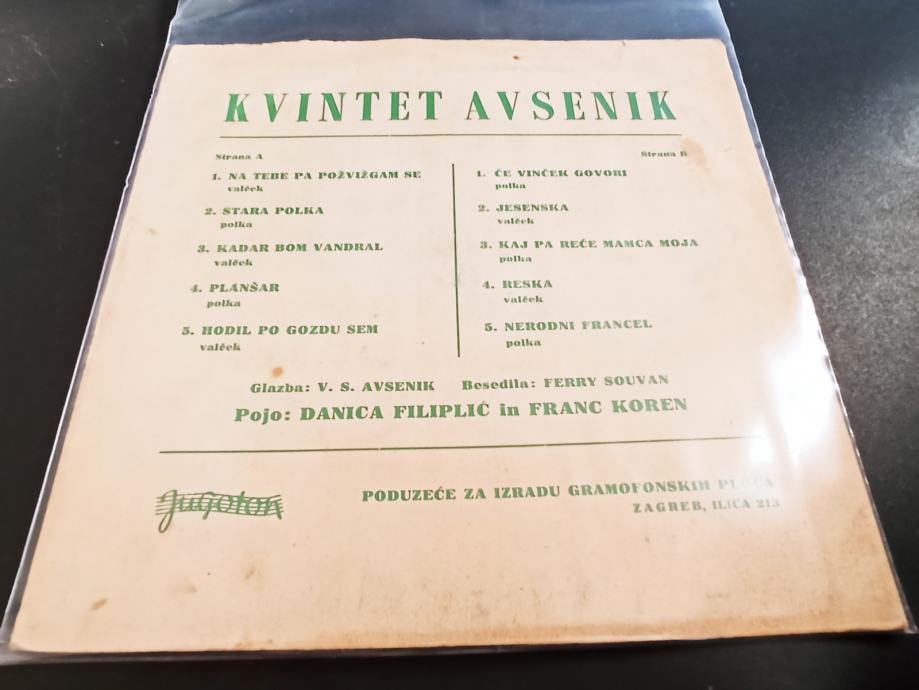 KVINTET AVSENIK
Strana A
1. NA TEBE PA POŽVIŽGAM SE
valček
2. STARA POLKA
polka
3. KADAR BOM VANDRAL
valček
4. PLANŠAR
polka
5. HODIL PO GOZDU SEM
valček
Strana B
1. ČE VINČEK GOVORI
polka
2. JESENSKA
valček
3. KAJ PA REČE MAMCA MOJA
polka
4. RESKA
valček
5. NERODNI FRANCEL
polka
Glazba: V. S. AVSENIK Besedila: FERRY SOUVAN
Pojo: DANICA FILIPLIĆ in FRANC KOREN
Jugoton
PODUZEĆE ZA IZRADU GRAMOFONSKIH PLOČA
ZAGREB, ILICA 213